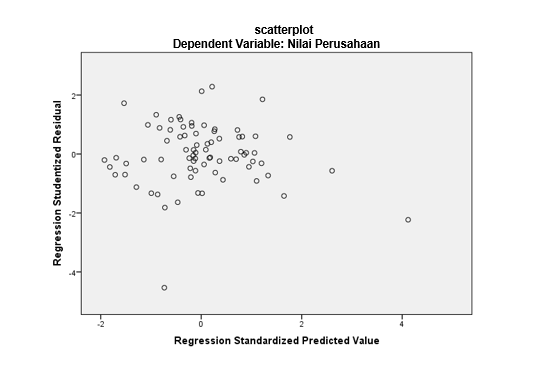 scatterplot
Dependent Variable: Nilai Perusahaan
Regression Studentized Residual
2
0
-2
-4
-2
0
2
4
Regression Standardized Predicted Value